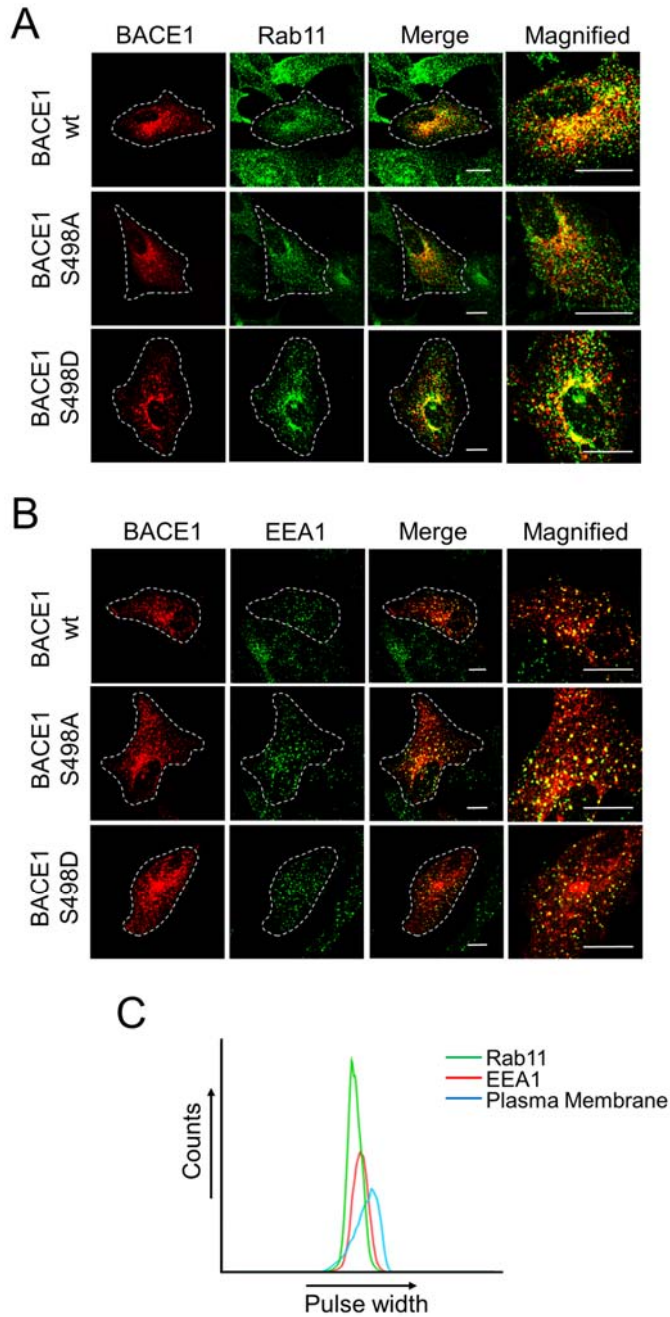 A
BACE1 Rab11 Merge Magnified
BACE1
wt
BACE1
S498A
BACE1
S498D
B
BACE1 EEA1 Merge Magnified
BACE1
wt
BACE1
S498A
BACE1
S498D
C
Counts
Rab11
EEA1
Plasma Membrane
Pulse width